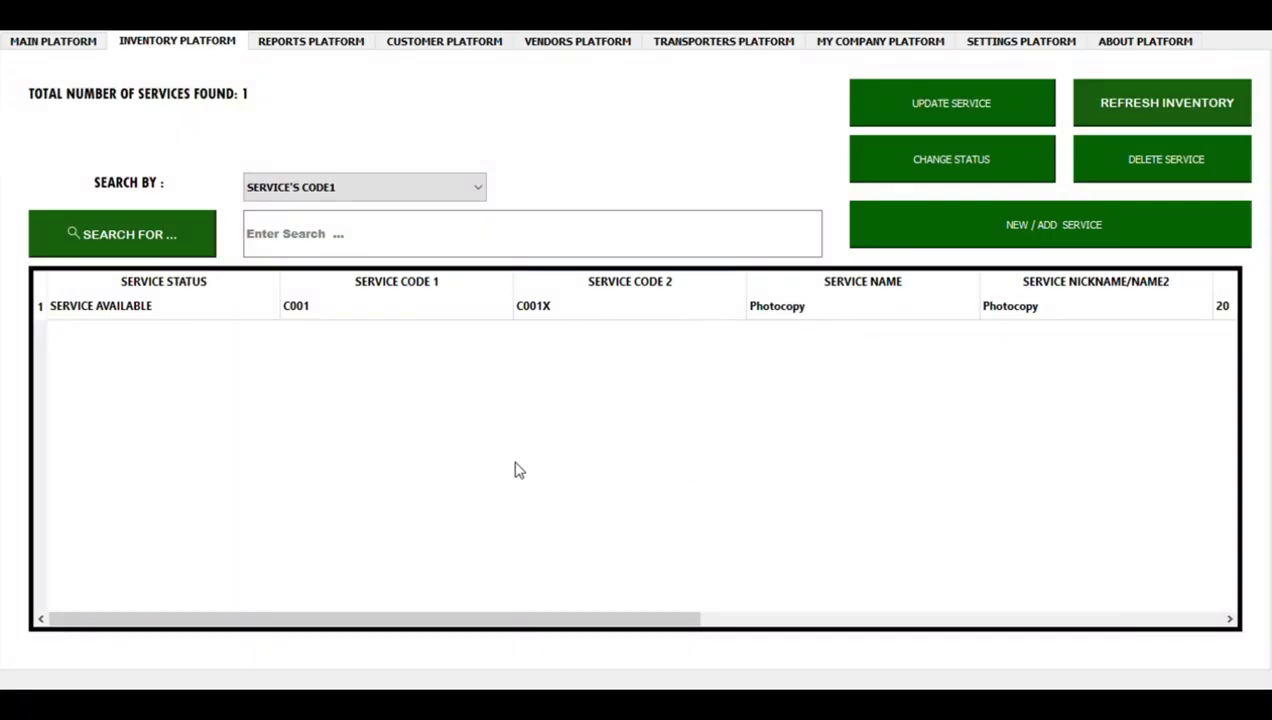 MAIN PLATFORM INVENTORY PLATFORM REPORTS PLATFORM CUSTOMER PLATFORM VENDORS PLATFORM TRANSPORTERS PLATFORM MY COMPANY PLATFORM SETTINGS PLATFORM ABOUT PLATFORM
TOTAL NUMBER OF SERVICES FOUND: 1
UPDATE SERVICE REFRESH INVENTORY
CHANGE STATUS DELETE SERVICE
SEARCH BY : SERVICE'S CODE1
NEW / ADD SERVICE
SEARCH FOR ... Enter Search ...
SERVICE STATUS SERVICE CODE 1 SERVICE CODE 2 SERVICE NAME SERVICE NICKNAME/NAME2
1 SERVICE AVAILABLE C001 C001X Photocopy Photocopy 20